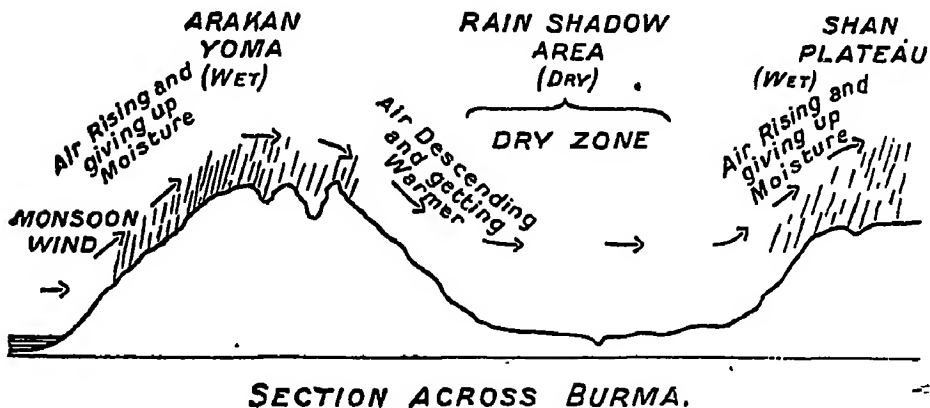 ARAKAN
YOMA
(WET)
RAIN SHADOW
AREA
(DRY)
DRY ZONE
SHAN
PLATEAU
(WET)
Air Rising and
giving up
Moisture
MONSOON
WIND
Air Descending
and getting
Warmer
Air Rising and
giving up
Moisture
SECTION ACROSS BURMA.